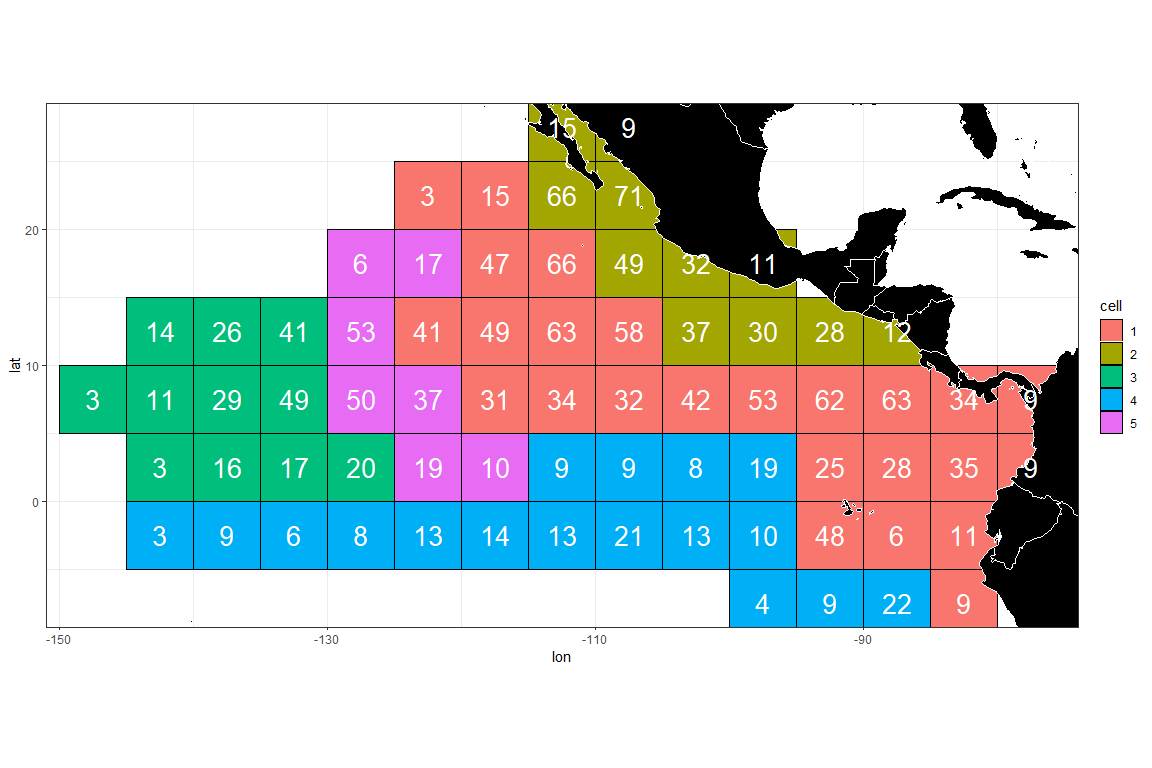 15 9
3 15 66 71
20
6 17 47 66 49 32 11
14 26 41 53 41 49 63 58 37 30 28 12
10
3 11 29 49 50 37 31 34 32 42 53 62 63 34 9
3 16 17 20 19 10 9 9 8 19 25 28 35 9
0
3 9 6 8 13 14 13 21 13 10 48 6 11
4 9 22 9
-150 -130 -110 -90
lon
lat
cell
1
2
3
4
5